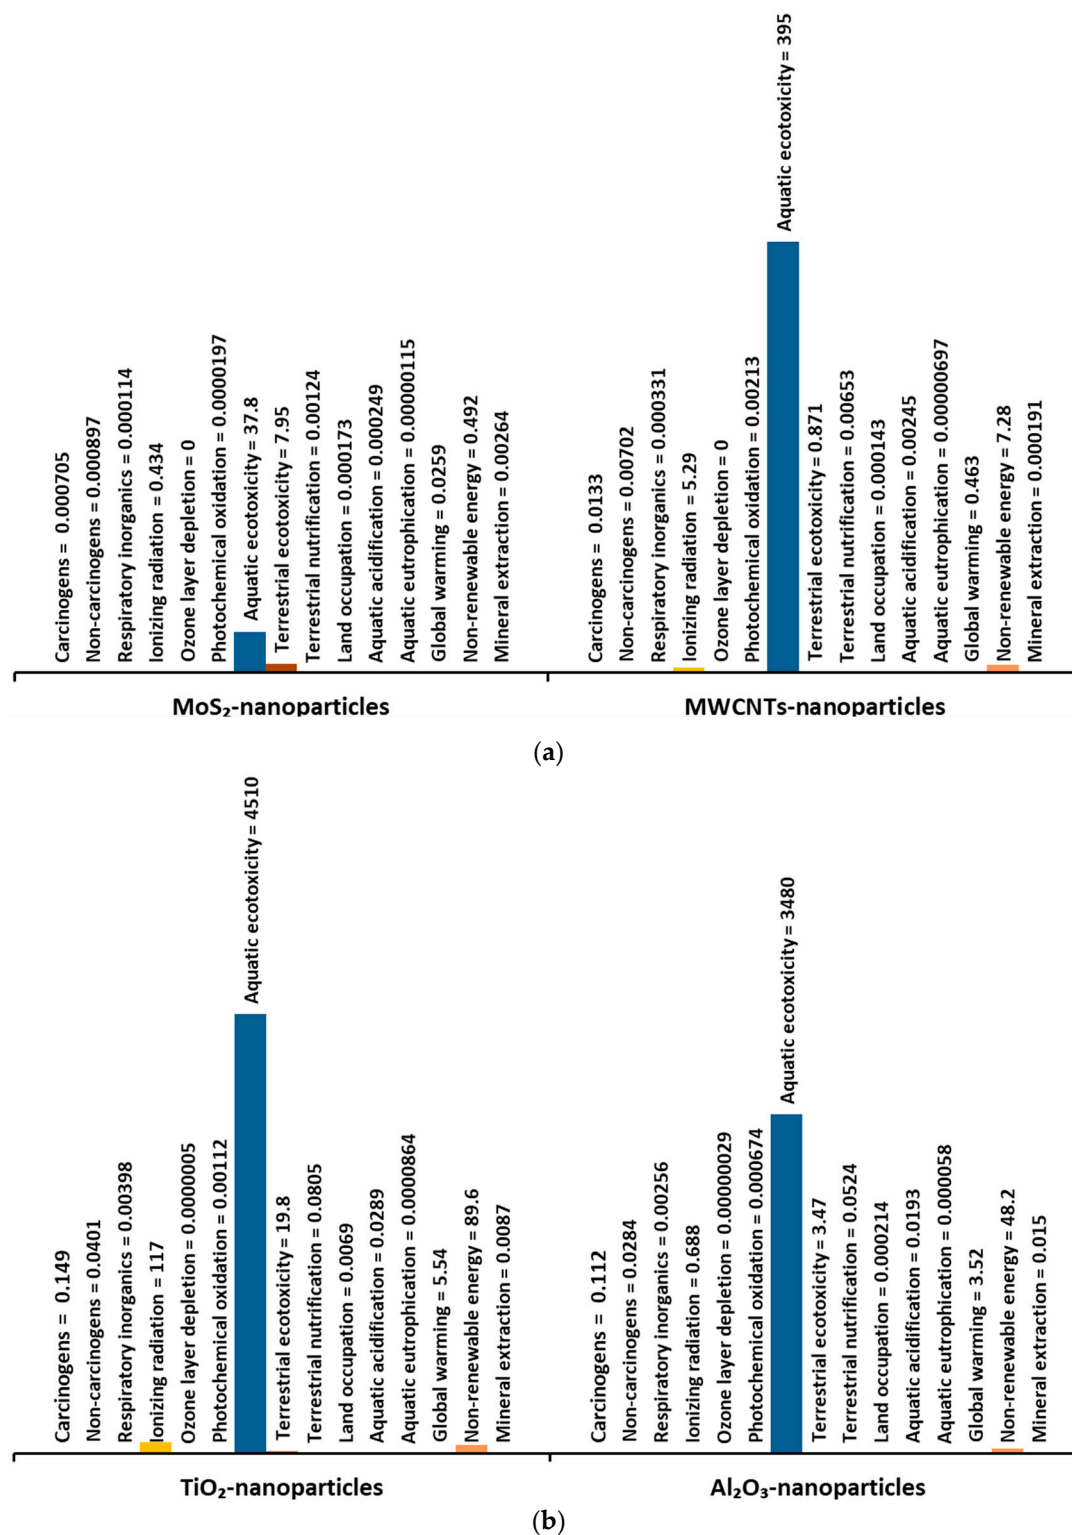 Carcinogens = 0.000705
Non-carcinogens = 0.000897
Respiratory inorganics = 0.000114
Ionizing radiation = 0.434
Ozone layer depletion = 0
Photochemical oxidation = 0.0000197
Aquatic ecotoxicity = 37.8
Terrestrial ecotoxicity = 7.95
Terrestrial nutrification = 0.00124
Land occupation = 0.000173
Aquatic acidification = 0.000249
Aquatic eutrophication = 0.00000115
Global warming = 0.0259
Non-renewable energy = 0.492
Mineral extraction = 0.00264
MoS₂-nanoparticles
Carcinogens = 0.0133
Non-carcinogens = 0.00702
Respiratory inorganics = 0.000331
Ionizing radiation = 5.29
Ozone layer depletion = 0
Photochemical oxidation = 0.00213
Aquatic ecotoxicity = 395
Terrestrial ecotoxicity = 0.871
Terrestrial nutrification = 0.00653
Land occupation = 0.000143
Aquatic acidification = 0.00245
Aquatic eutrophication = 0.00000697
Global warming = 0.463
Non-renewable energy = 7.28
Mineral extraction = 0.000191
MWCNTs-nanoparticles
(a)
Carcinogens = 0.149
Non-carcinogens = 0.0401
Respiratory inorganics = 0.00398
Ionizing radiation = 117
Ozone layer depletion = 0.0000005
Photochemical oxidation = 0.00112
Aquatic ecotoxicity = 4510
Terrestrial ecotoxicity = 19.8
Terrestrial nutrification = 0.0805
Land occupation = 0.0069
Aquatic acidification = 0.0289
Aquatic eutrophication = 0.0000864
Global warming = 5.54
Non-renewable energy = 89.6
Mineral extraction = 0.0087
TiO₂-nanoparticles
Carcinogens = 0.112
Non-carcinogens = 0.0284
Respiratory inorganics = 0.00256
Ionizing radiation = 0.688
Ozone layer depletion = 0.00000029
Photochemical oxidation = 0.000674
Aquatic ecotoxicity = 3480
Terrestrial ecotoxicity = 3.47
Terrestrial nutrification = 0.0524
Land occupation = 0.000214
Aquatic acidification = 0.0193
Aquatic eutrophication = 0.000058
Global warming = 3.52
Non-renewable energy = 48.2
Mineral extraction = 0.015
Al₂O₃-nanoparticles
(b)